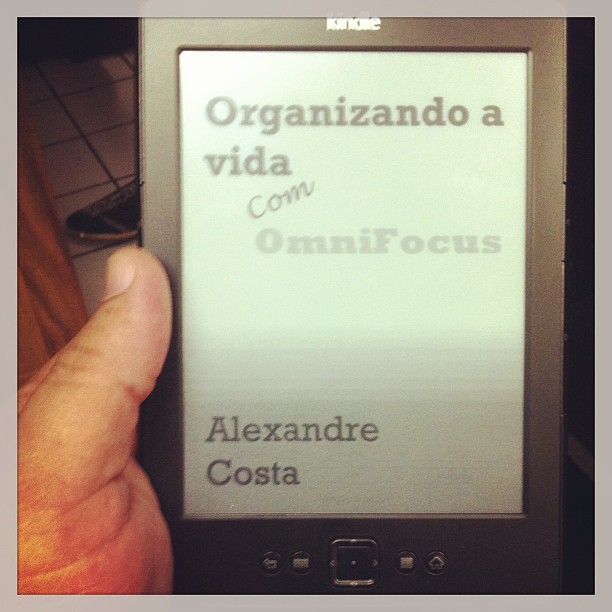 kindle
Organizando a
vida
com
OmniFocus
Alexandre
Costa